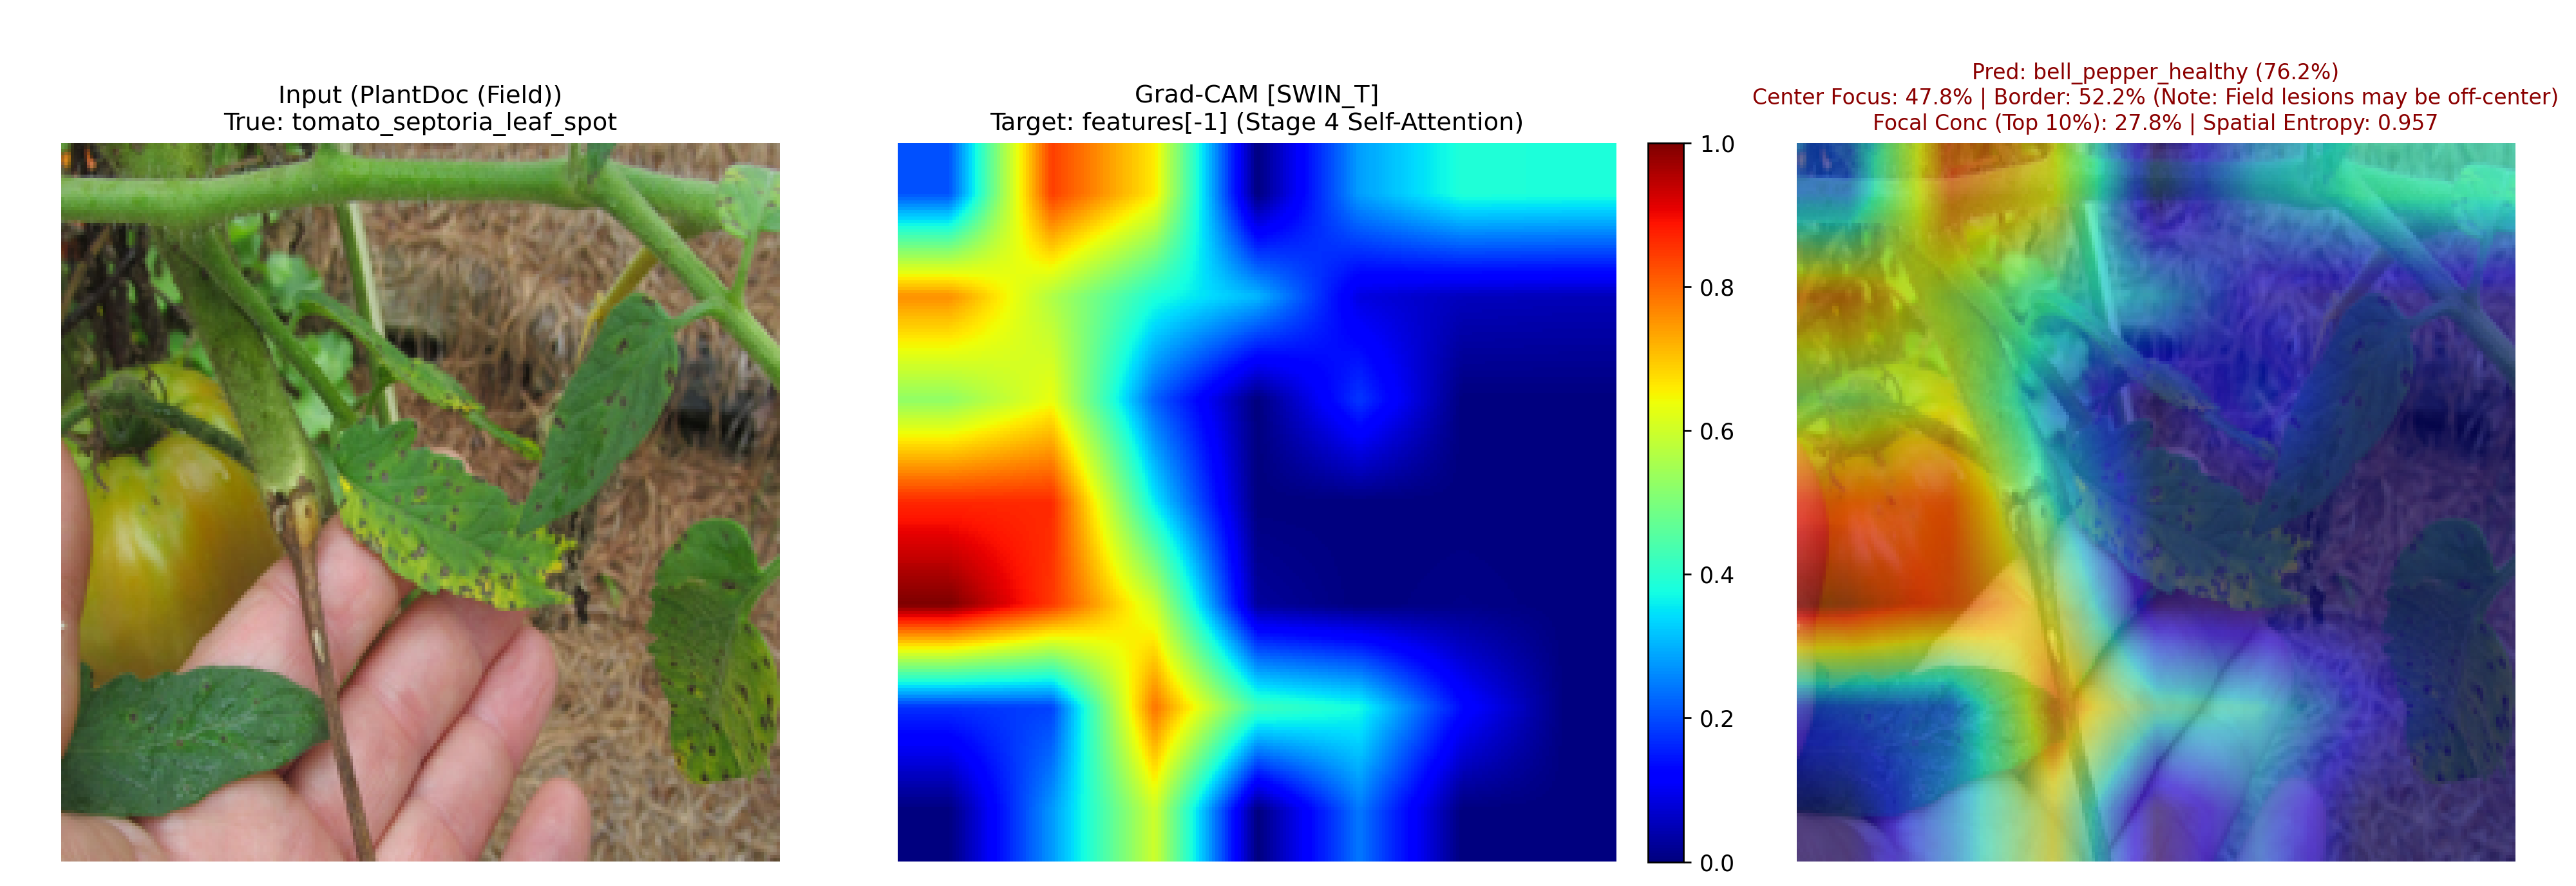 Input (PlantDoc (Field))
True: tomato_septoria_leaf_spot
Grad-CAM [SWIN_T]
Target: features[-1] (Stage 4 Self-Attention)
1.0
0.8
0.6
0.4
0.2
0.0
Pred: bell_pepper_healthy (76.2%)
Center Focus: 47.8% | Border: 52.2% (Note: Field lesions may be off-center)
Focal Conc (Top 10%): 27.8% | Spatial Entropy: 0.957